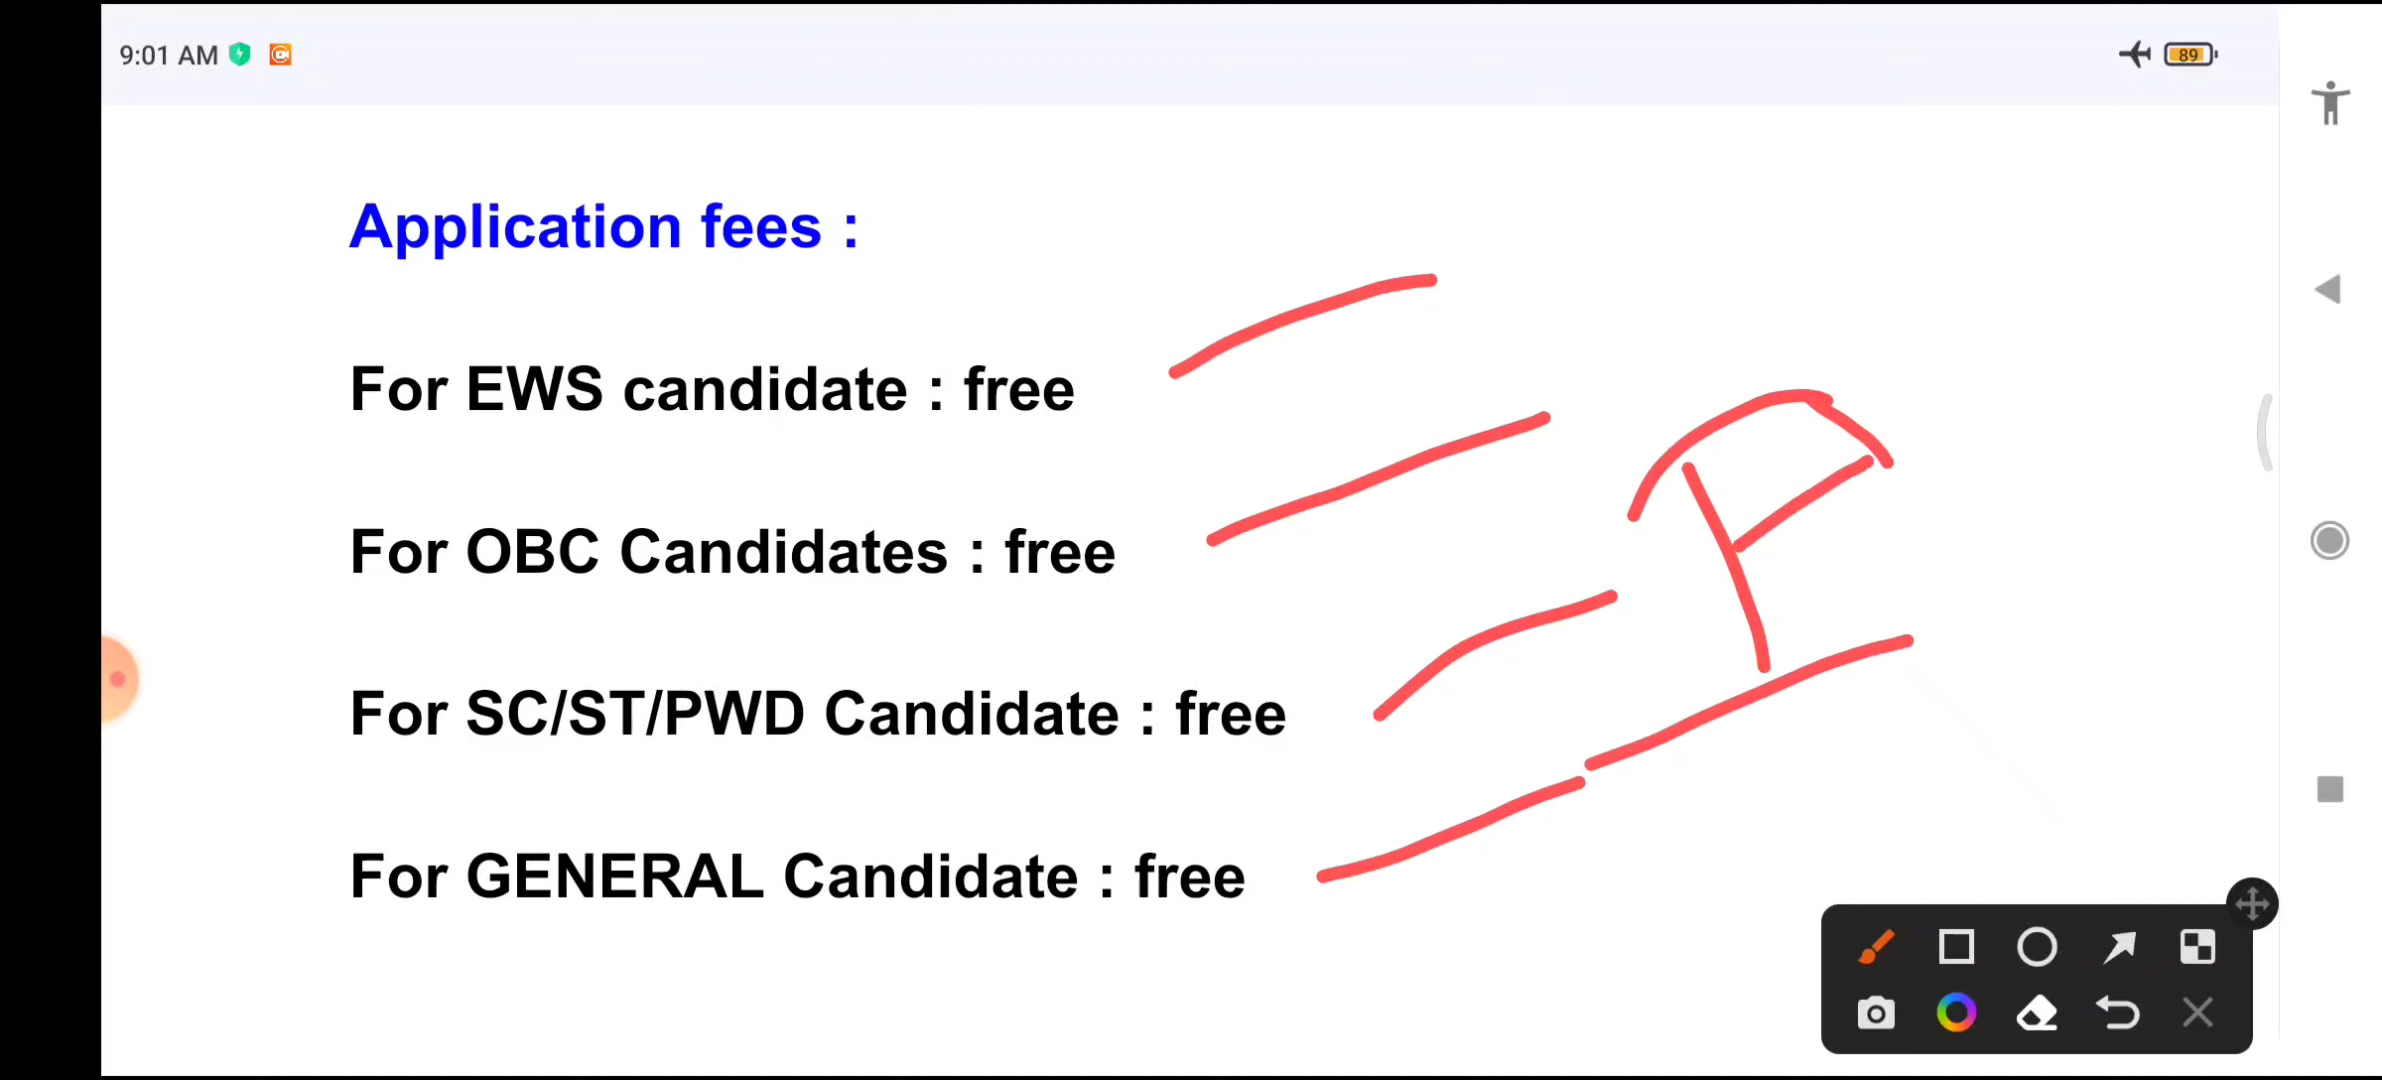 9:01 AM
89
Application fees :
For EWS candidate : free
For OBC Candidates : free
For SC/ST/PWD Candidate : free
For GENERAL Candidate : free